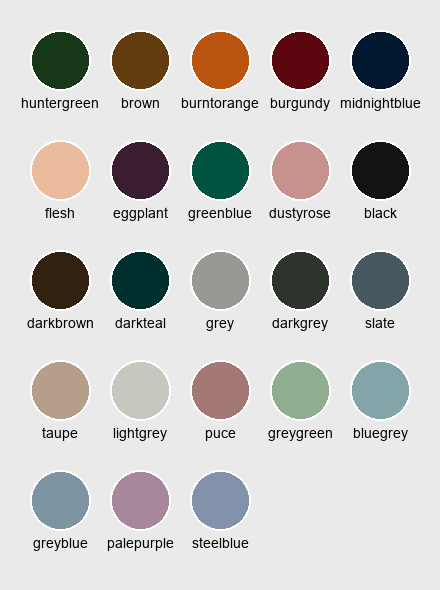 huntergreen brown burntorange burgundy midnightblue
flesh eggplant greenblue dustyrose black
darkbrown darkteal grey darkgrey slate
taupe lightgrey puce greygreen bluegrey
greyblue palepurple steelblue